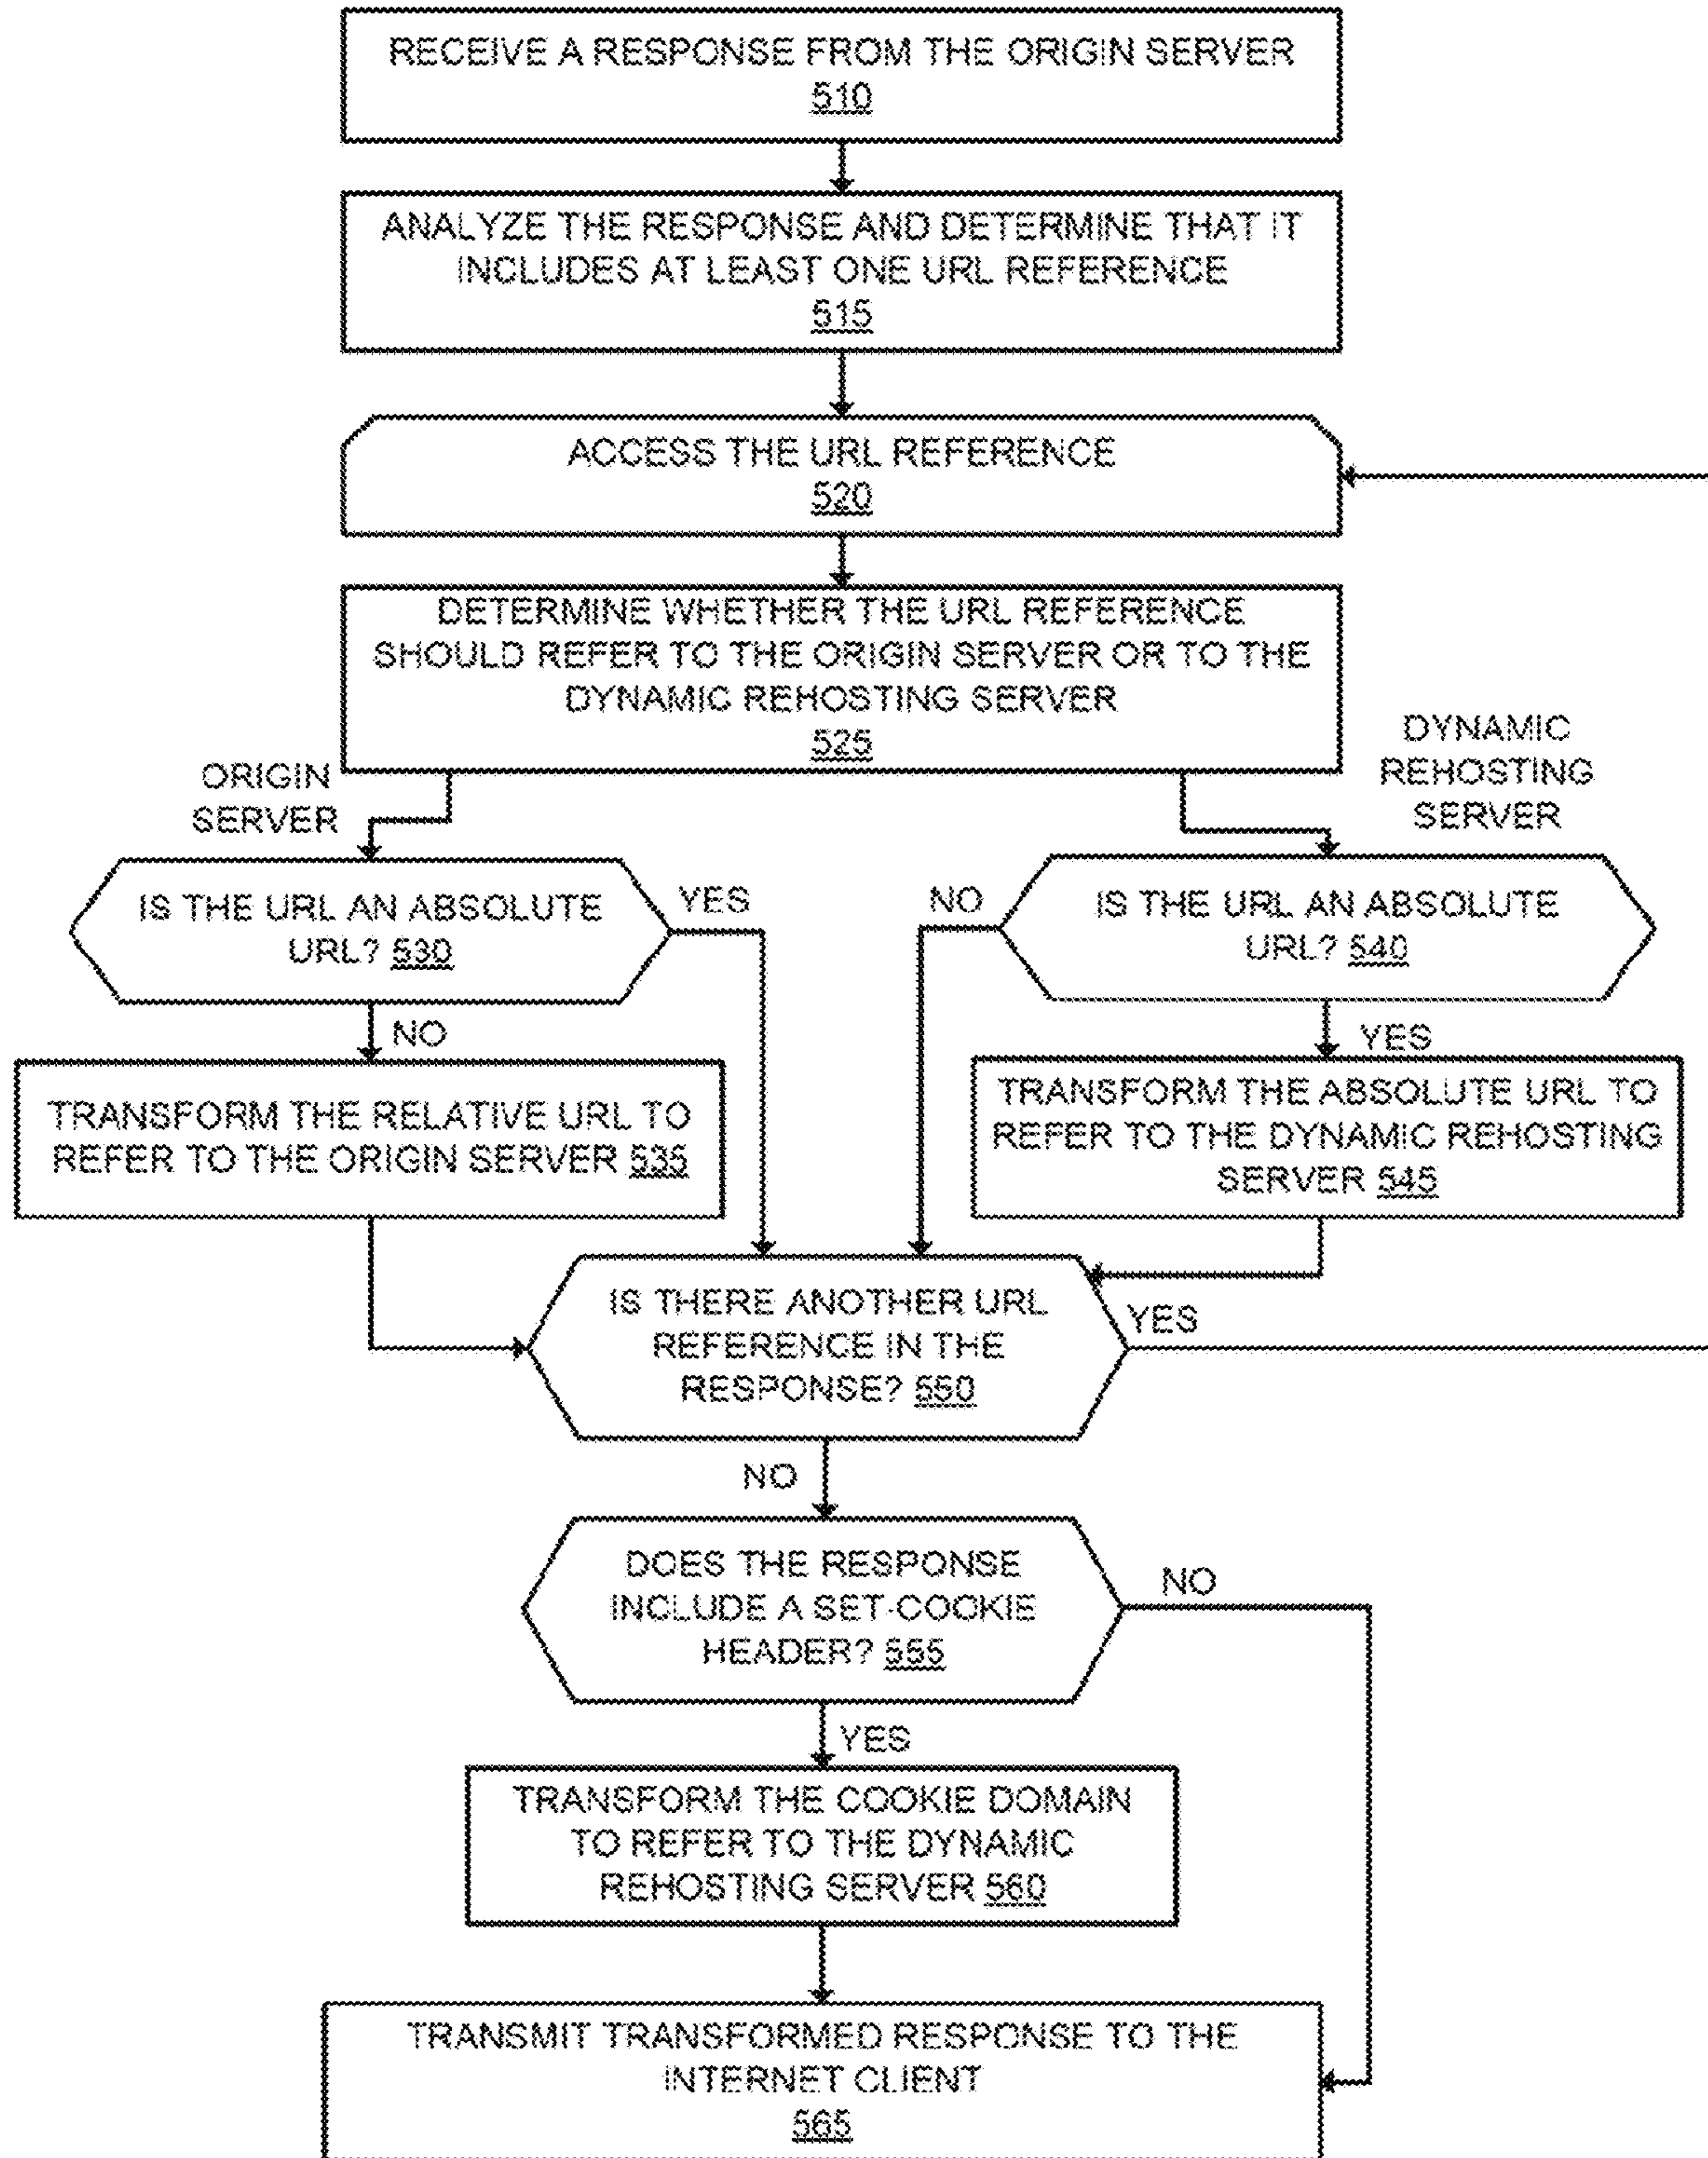 RECEIVE A RESPONSE FROM THE ORIGIN SERVER
510
ANALYZE THE RESPONSE AND DETERMINE THAT IT
INCLUDES AT LEAST ONE URL REFERENCE
515
ACCESS THE URL REFERENCE
520
DETERMINE WHETHER THE URL REFERENCE
SHOULD REFER TO THE ORIGIN SERVER OR TO THE
DYNAMIC REHOSTING SERVER
525
ORIGIN
SERVER
DYNAMIC
REHOSTING
SERVER
IS THE URL AN ABSOLUTE
URL? 530
YES
NO
IS THE URL AN ABSOLUTE
URL? 540
NO
YES
TRANSFORM THE RELATIVE URL TO
REFER TO THE ORIGIN SERVER 535
TRANSFORM THE ABSOLUTE URL TO
REFER TO THE DYNAMIC REHOSTING
SERVER 545
IS THERE ANOTHER URL
REFERENCE IN THE
RESPONSE? 550
YES
NO
DOES THE RESPONSE
INCLUDE A SET-COOKIE
HEADER? 555
NO
YES
TRANSFORM THE COOKIE DOMAIN
TO REFER TO THE DYNAMIC
REHOSTING SERVER 560
TRANSMIT TRANSFORMED RESPONSE TO THE
INTERNET CLIENT
565